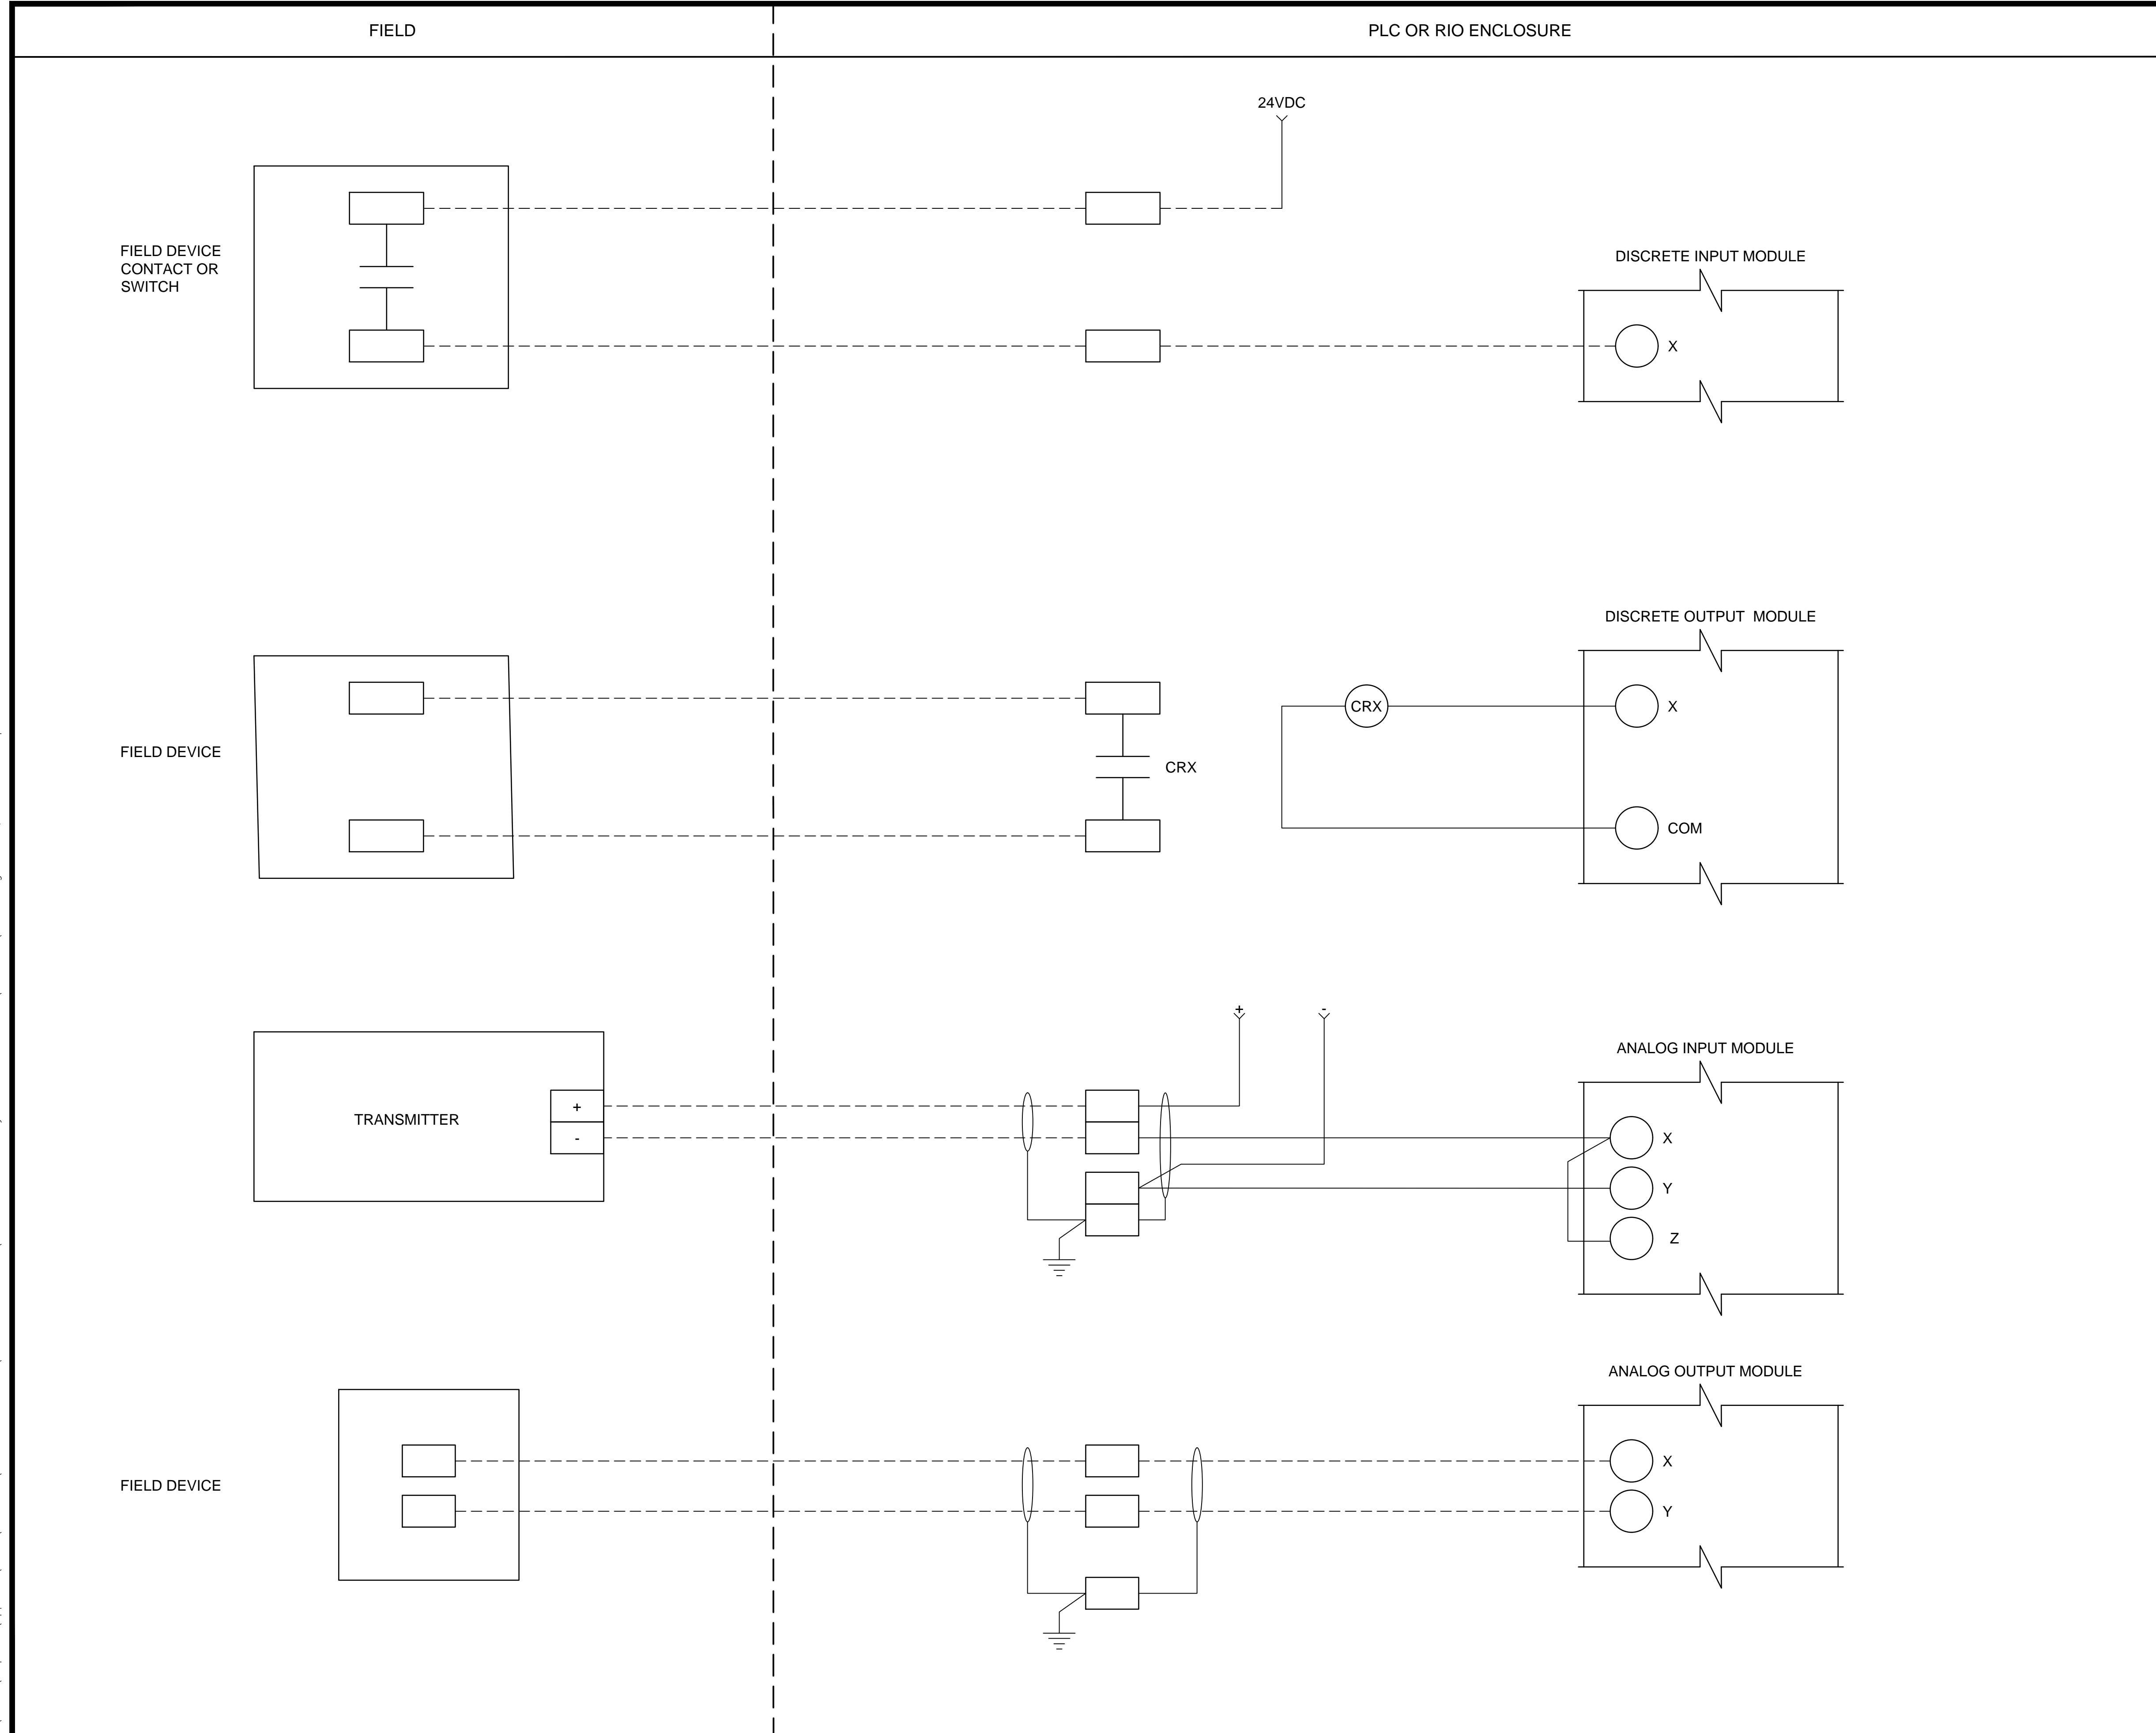 FIELD
PLC OR RIO ENCLOSURE
24VDC
FIELD DEVICE
CONTACT OR
SWITCH
DISCRETE INPUT MODULE
X
DISCRETE OUTPUT  MODULE
CRX
X
FIELD DEVICE
CRX
COM
+
-
ANALOG INPUT MODULE
TRANSMITTER
+
-
X
Y
Z
ANALOG OUTPUT MODULE
FIELD DEVICE
X
Y